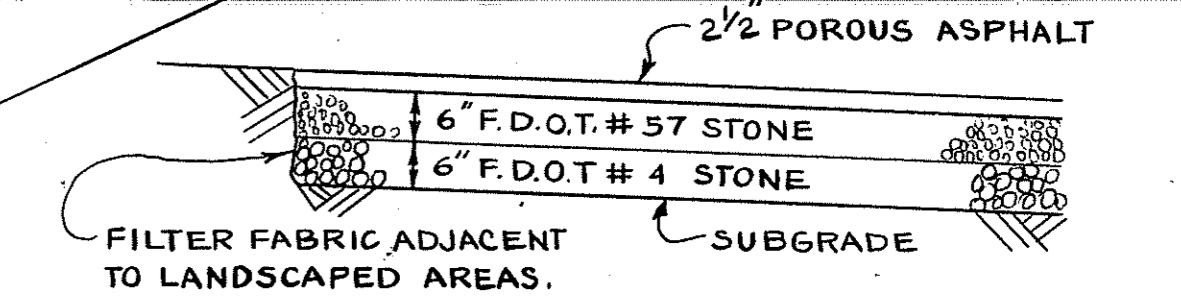 2½" POROUS ASPHALT
6" F.D.O.T. # 57 STONE
6" F.D.O.T # 4 STONE
FILTER FABRIC ADJACENT
TO LANDSCAPED AREAS.
SUBGRADE